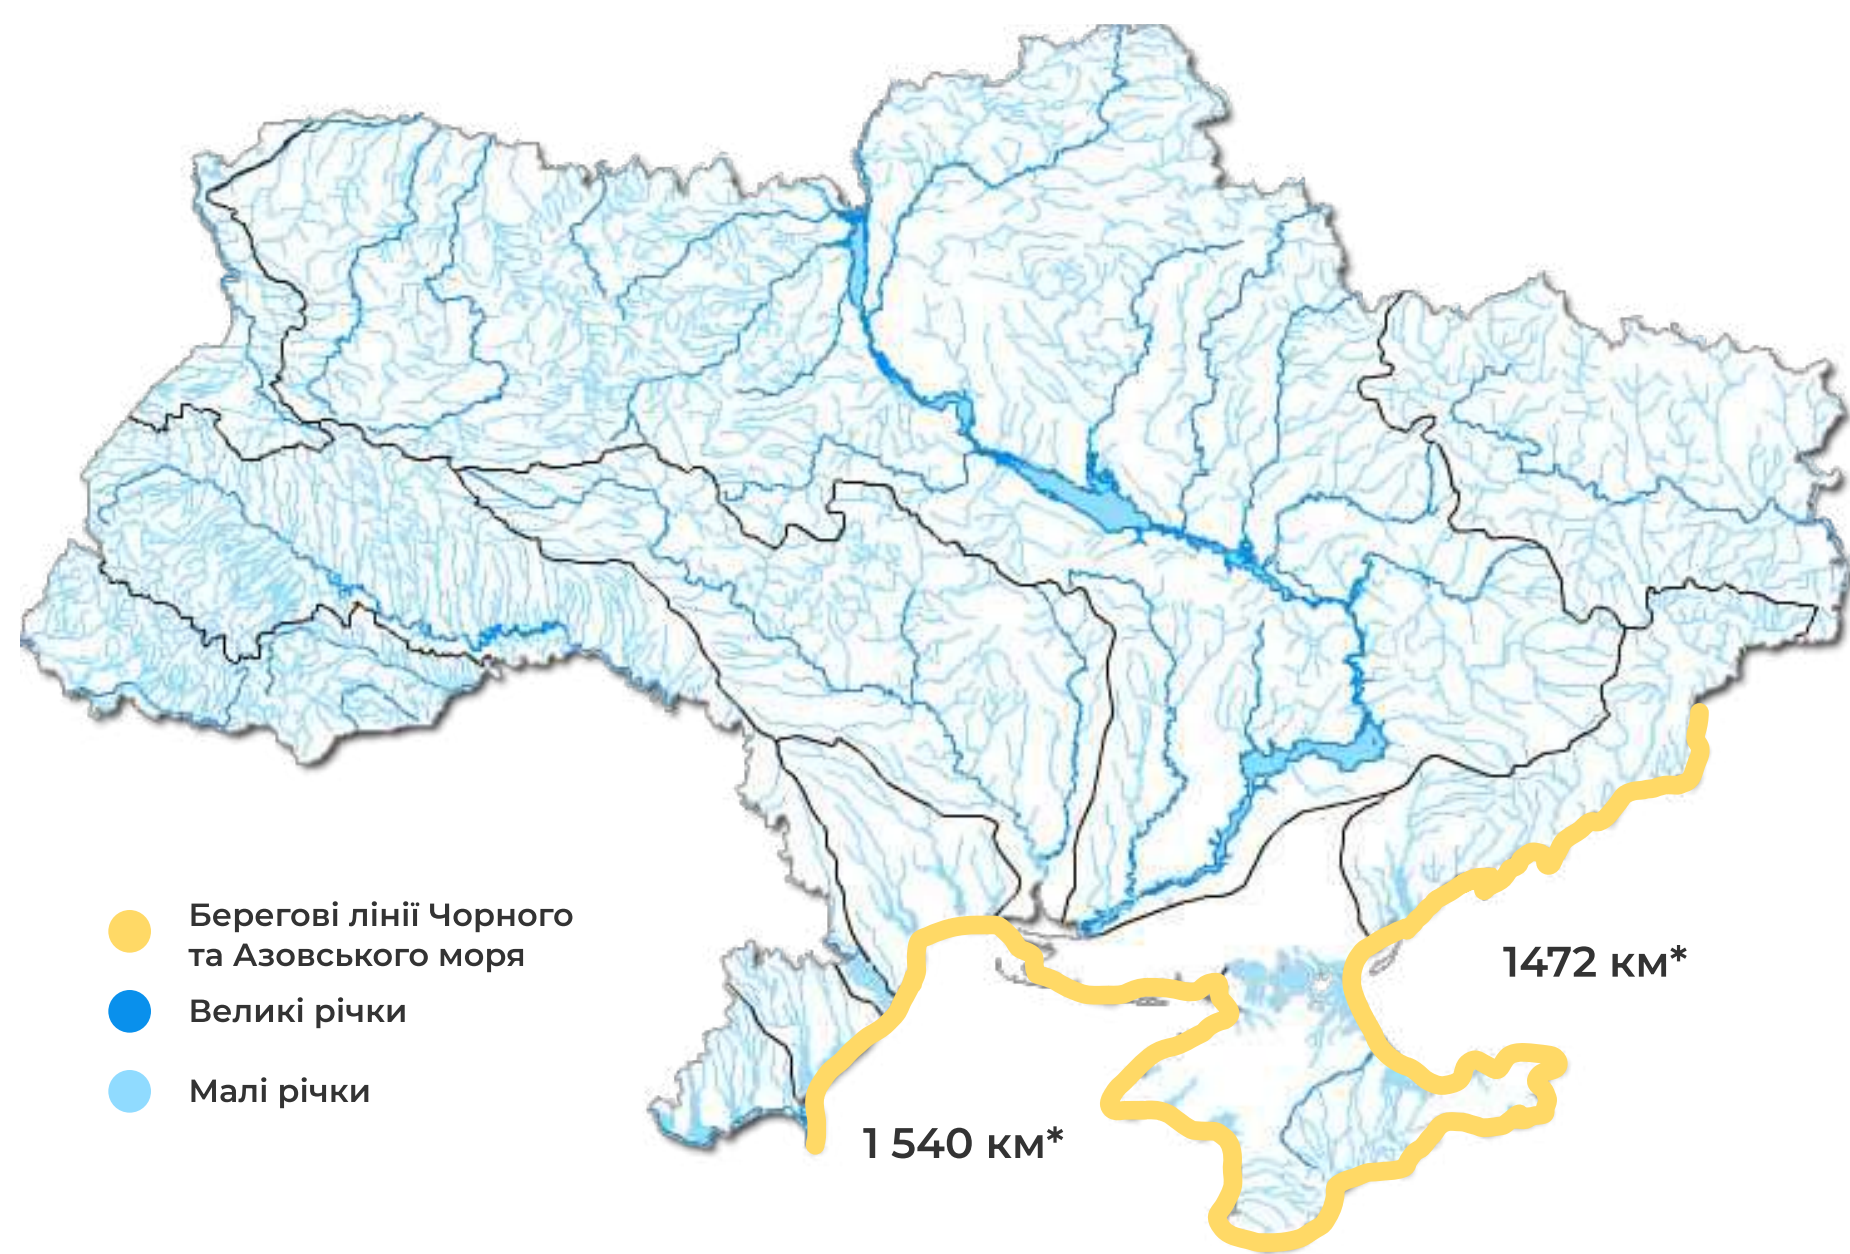 Берегові лінії Чорного
та Азовського моря
Великі річки
Малі річки
1472 км*
1 540 км*